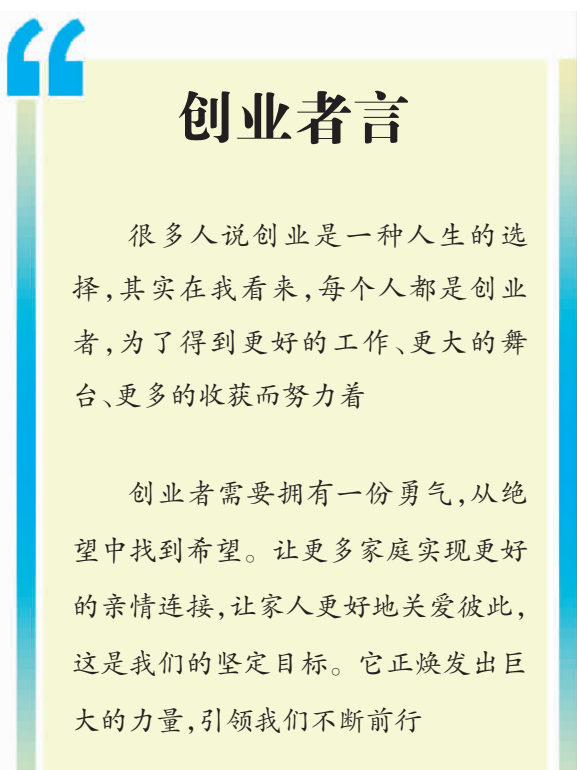 创业者言
很多人说创业是一种人生的选
择,其实在我看来,每个人都是创业
者,为了得到更好的工作、更大的舞
台、更多的收获而努力着
创业者需要拥有一份勇气,从绝
望中找到希望。让更多家庭实现更好
的亲情连接,让家人更好地关爱彼此,
这是我们的坚定目标。它正焕发出巨
大的力量,引领我们不断前行